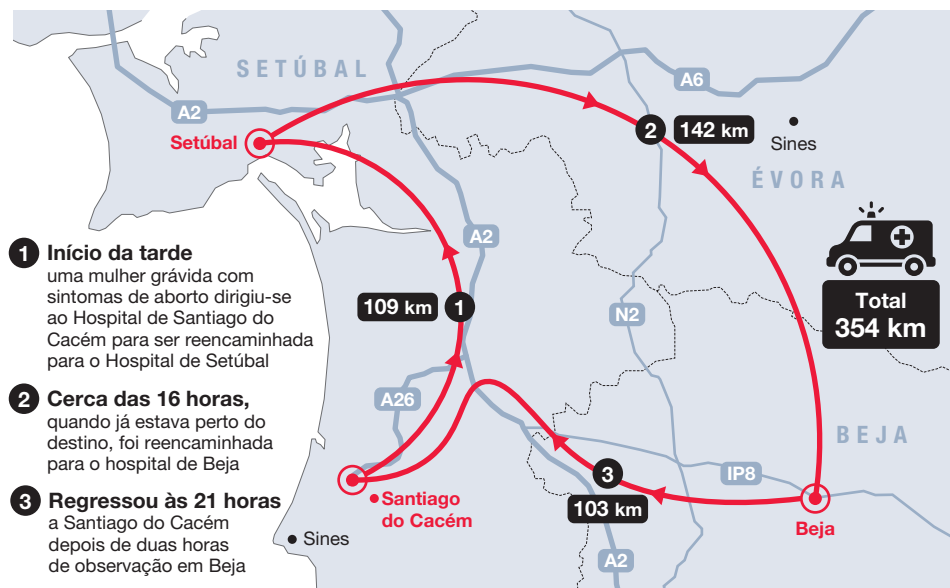 SETÚBAL
A6
A2
Setúbal
2
142 km
Sines
ÉVORA
A2
1
Início da tarde
uma mulher grávida com
sintomas de aborto dirigiu-se
ao Hospital de Santiago do
Cacém para ser reencaminhada
para o Hospital de Setúbal
109 km
1
N2
Total
354 km
2
Cerca das 16 horas,
quando já estava perto do
destino, foi reencaminhada
para o hospital de Beja
A26
BEJA
3
Regressou às 21 horas
a Santiago do Cacém
depois de duas horas
de observação em Beja
Santiago
do Cacém
Sines
3
103 km
IP8
Beja
A2